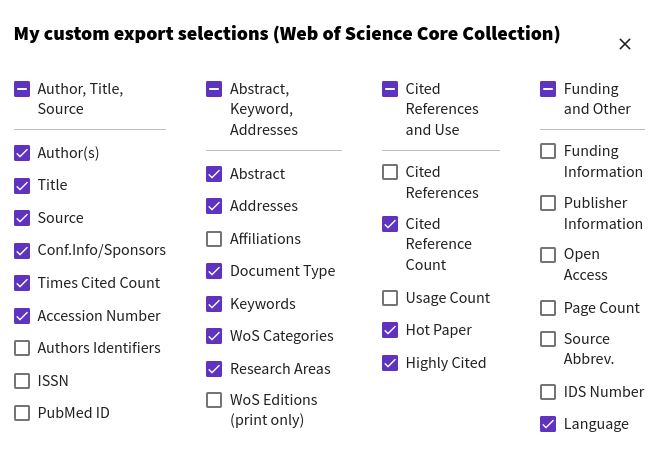 My custom export selections (Web of Science Core Collection)
Author, Title,
Source
Author(s)
Title
Source
Conf.Info/Sponsors
Times Cited Count
Accession Number
Authors Identifiers
ISSN
PubMed ID
Abstract,
Keyword,
Addresses
Abstract
Addresses
Affiliations
Document Type
Keywords
WoS Categories
Research Areas
WoS Editions
(print only)
Cited
References
and Use
Cited
References
Cited
Reference
Count
Usage Count
Hot Paper
Highly Cited
Funding
and Other
Funding
Information
Publisher
Information
Open
Access
Page Count
Source
Abbrev.
IDS Number
Language